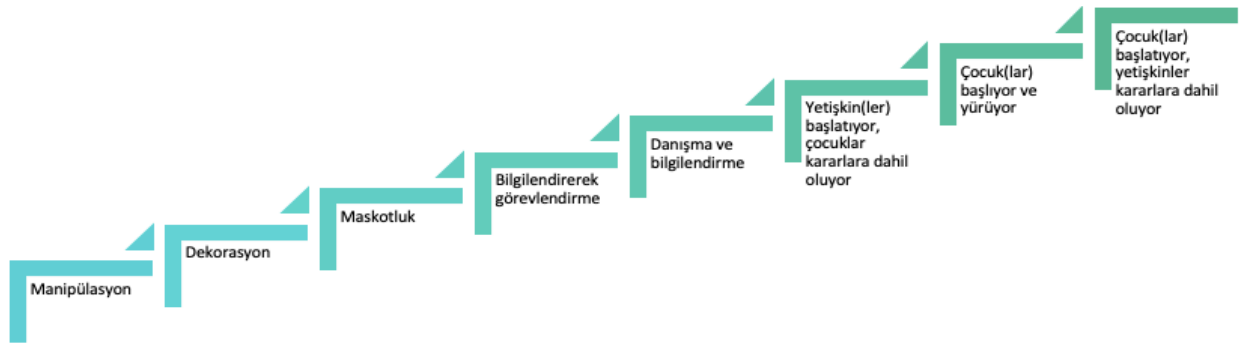 Manipülasyon
Dekorasyon
Maskotluk
Bilgilendirerek
görevlendirme
Danışma ve
bilgilendirme
Yetişkin(ler)
başlatıyor,
çocuklar
kararlara dahil
oluyor
Çocuk(lar)
başlıyor ve
yürüyor
Çocuk(lar)
başlatıyor,
yetişkinler
kararlara dahil
oluyor